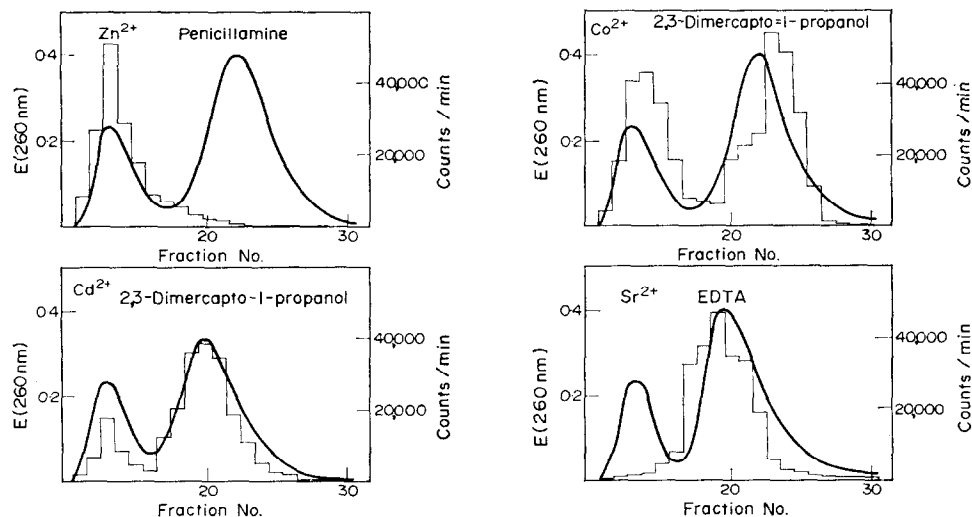 Zn2+ Penicillamine
E(260 nm)
0·4
0·2
40,000
20,000
Counts / min
20 30
Fraction No.
Co2+ 2,3-Dimercapto=1-propanol
E(260 nm)
0·4
0·2
40,000
20,000
Counts / min
20 30
Fraction No.
Cd2+ 2,3-Dimercapto-1-propanol
E(260 nm)
0·4
0·2
40,000
20,000
Counts / min
20 30
Fraction No.
Sr2+ EDTA
E(260 nm)
0·4
0·2
40,000
20,000
Counts / min
20 30
Fraction No.